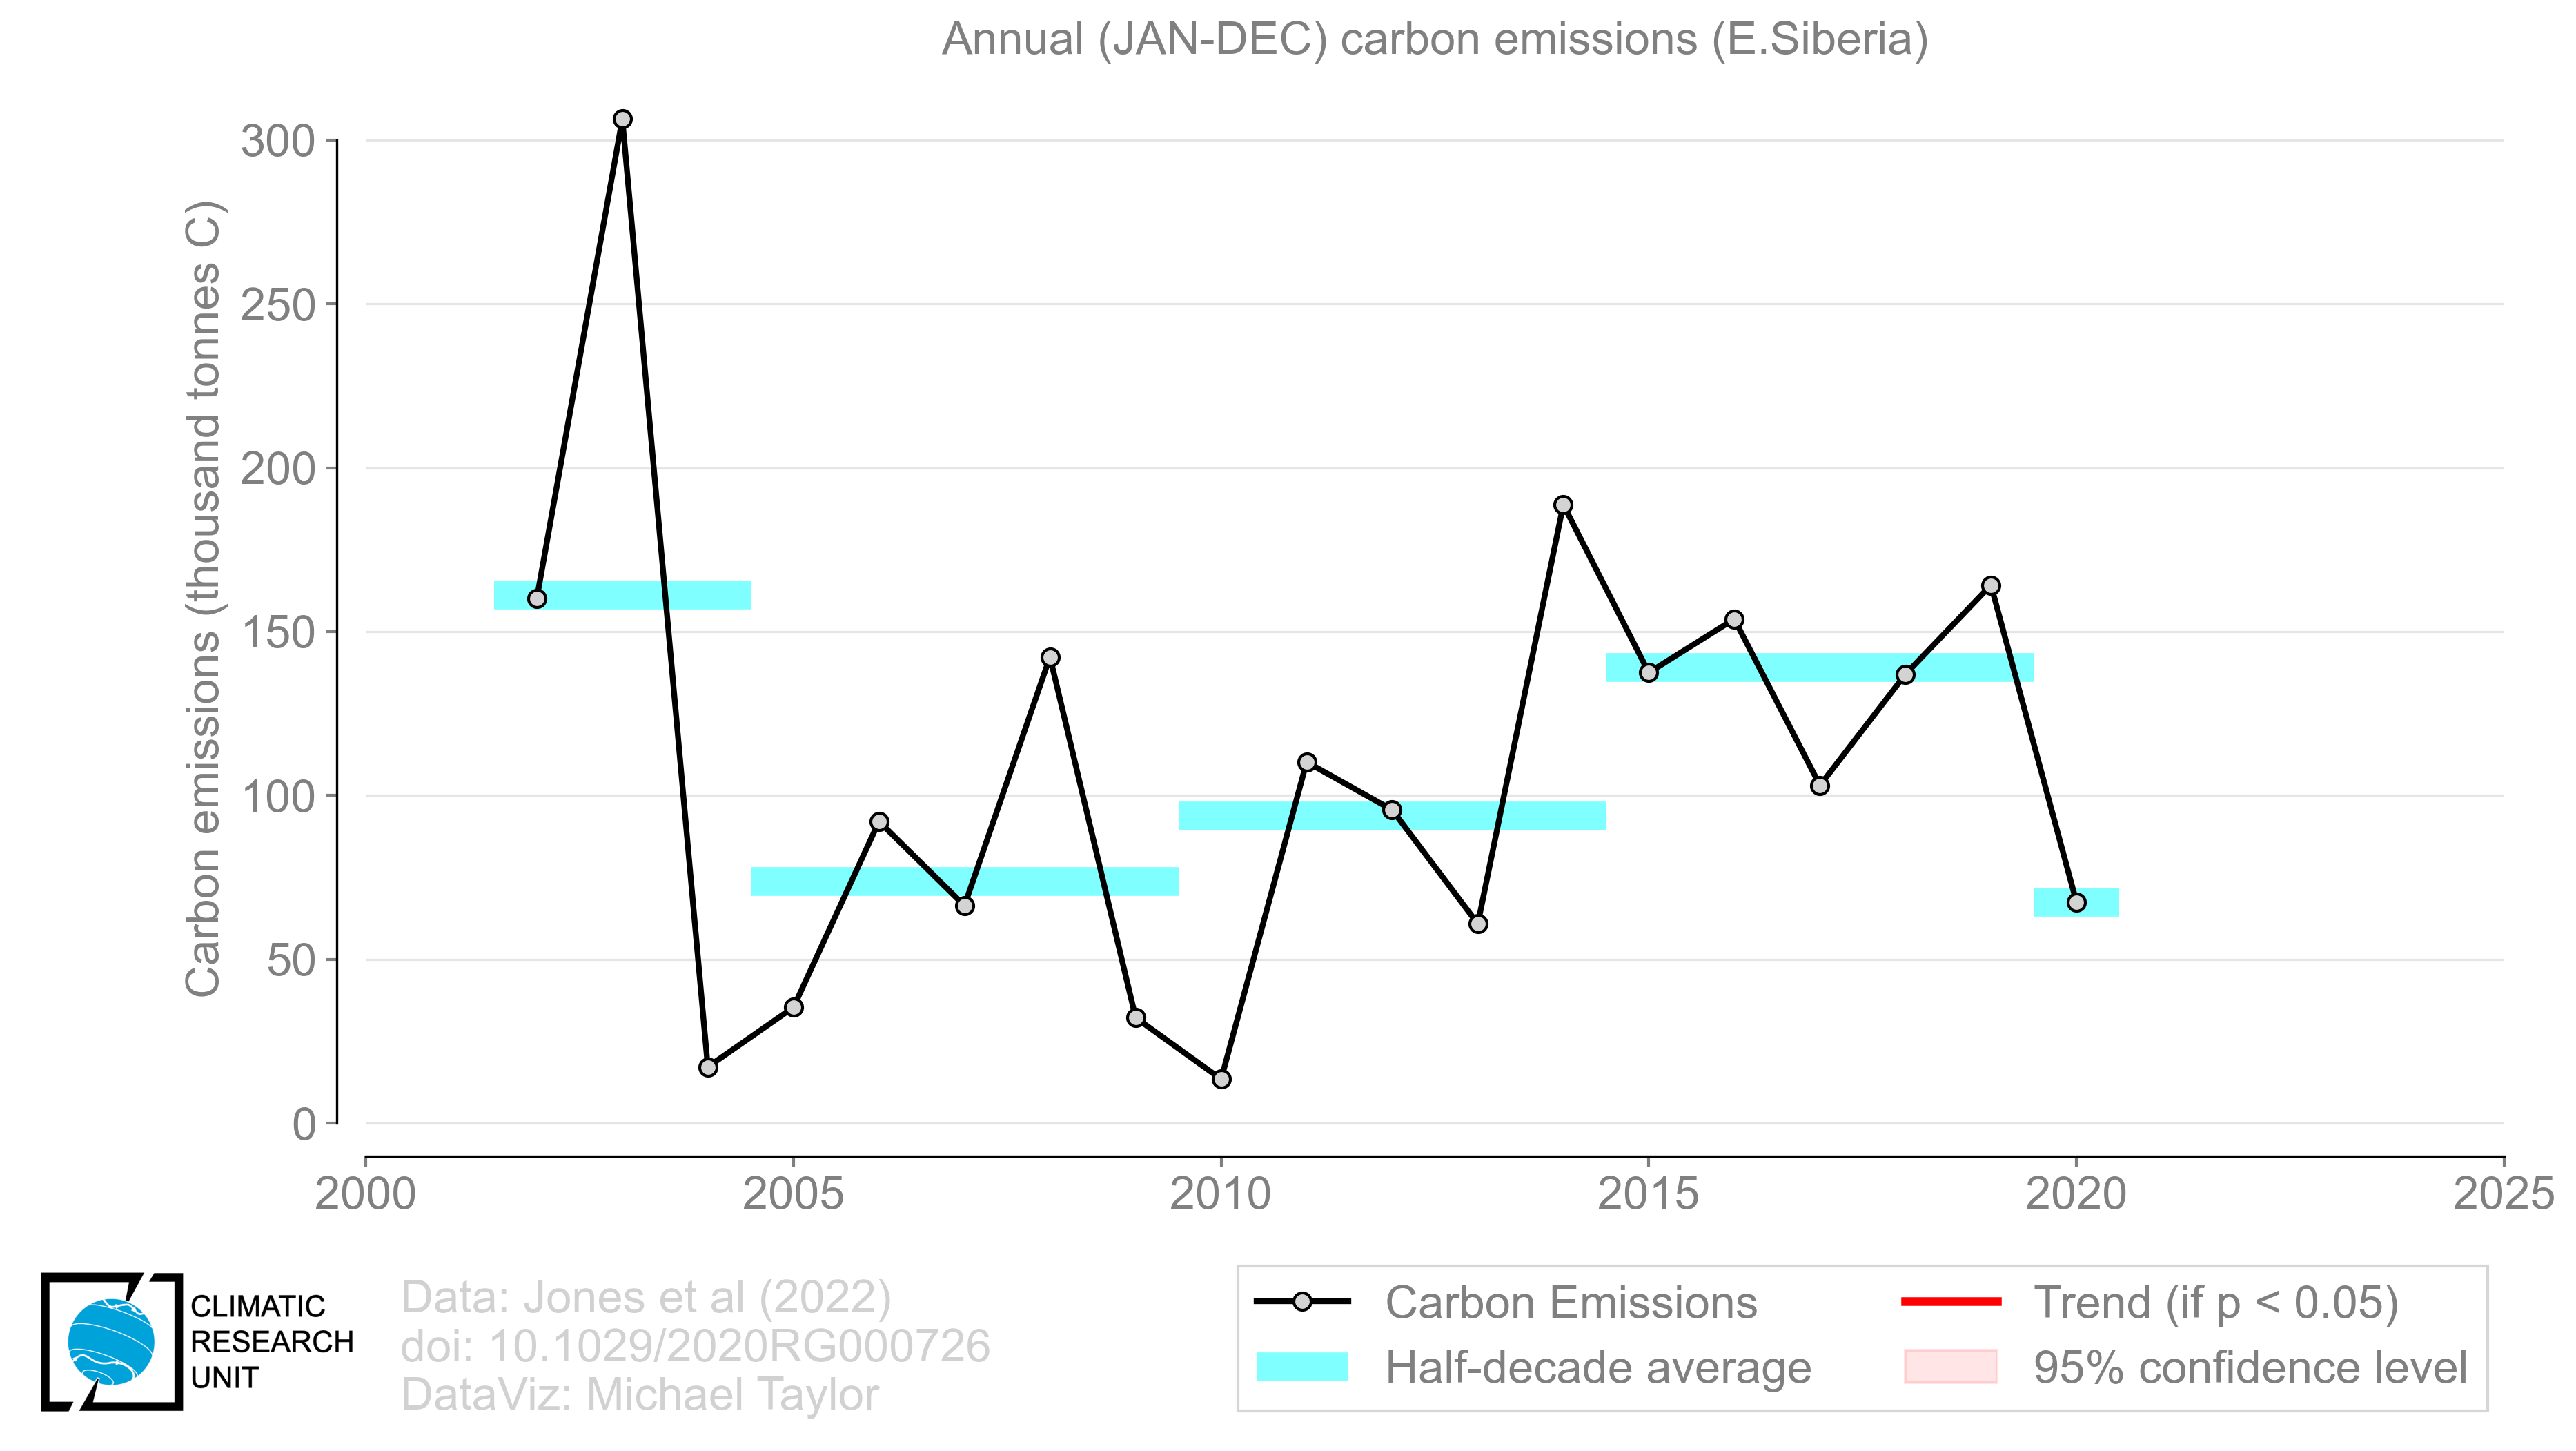 Annual (JAN-DEC) carbon emissions (E.Siberia)
Carbon emissions (thousand tonnes C)
300
250
200
150
100
50
0
2000 2005 2010 2015 2020 2025
CLIMATIC
RESEARCH
UNIT
Data: Jones et al (2022)
doi: 10.1029/2020RG000726
DataViz: Michael Taylor
Carbon Emissions
Half-decade average
Trend (if p < 0.05)
95% confidence level